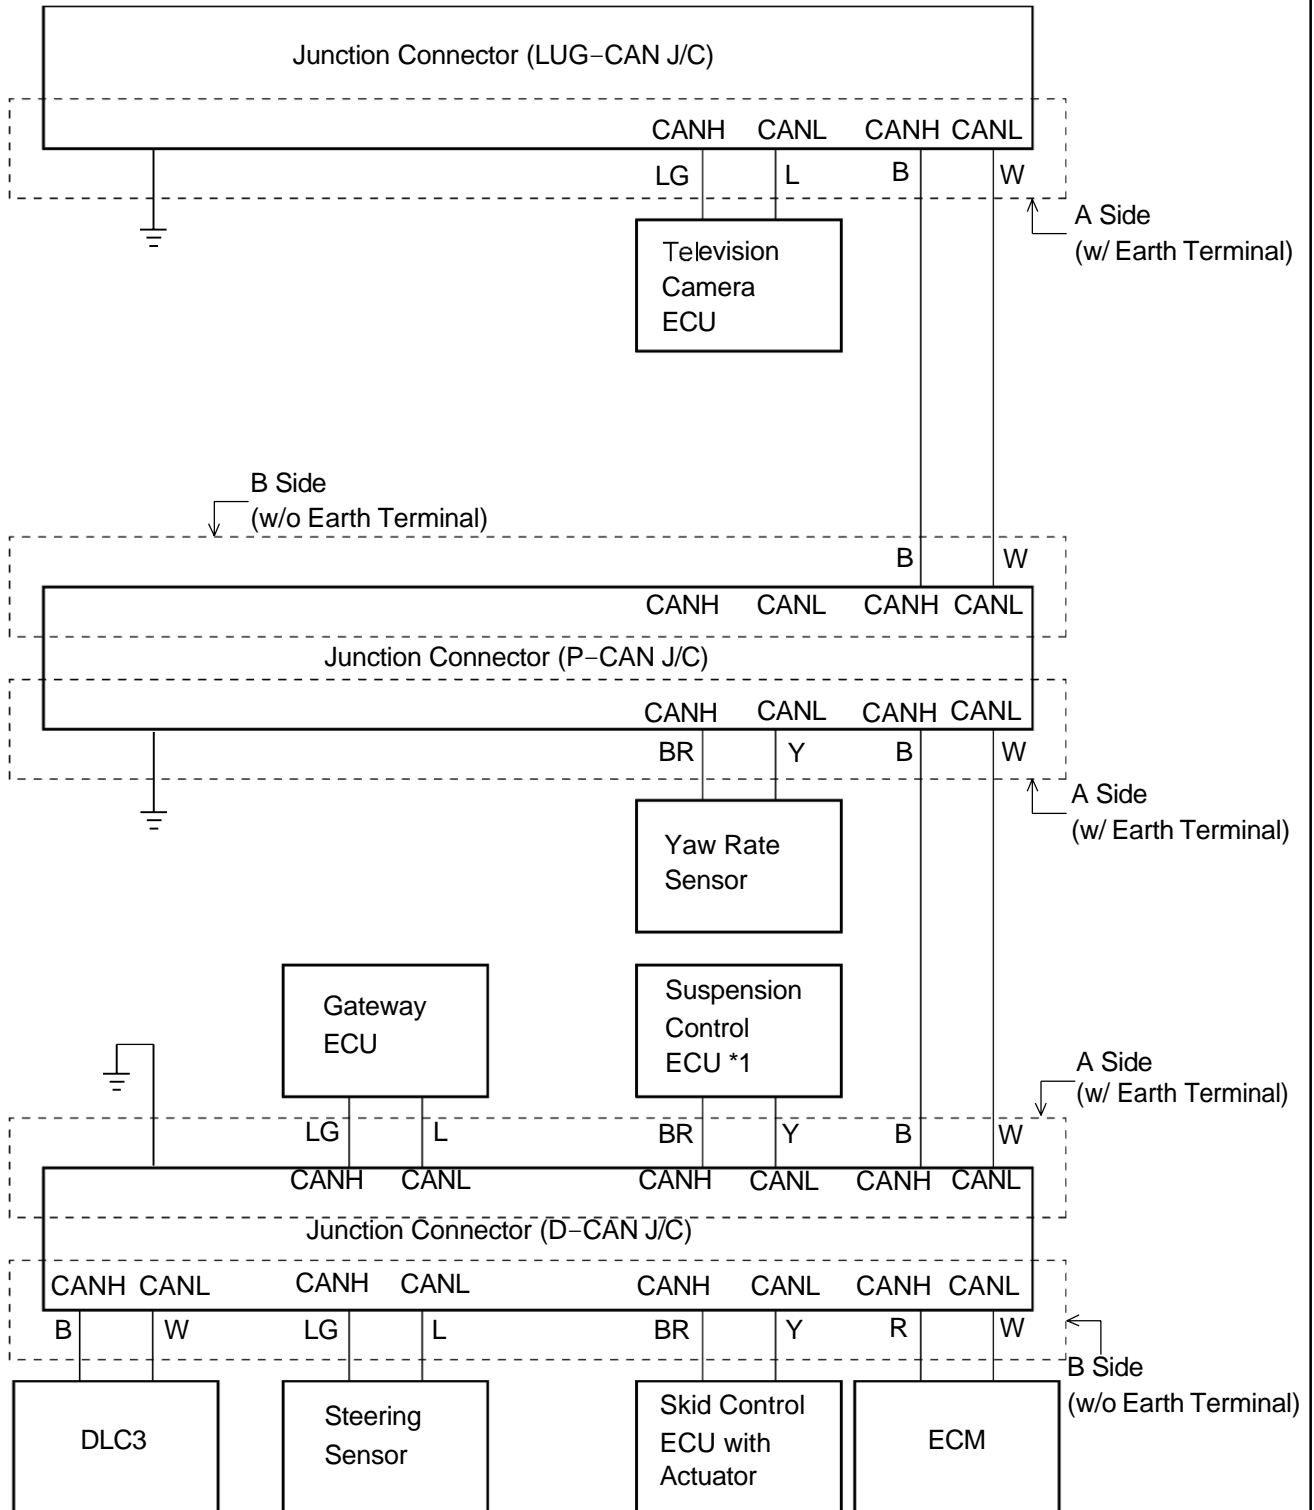 Junction Connector (LUG−CAN J/C)
CANH CANL CANH CANL
LG L B W
A Side
(w/ Earth Terminal)
Television
Camera
ECU
B Side
(w/o Earth Terminal)
B W
CANH CANL CANH CANL
Junction Connector (P−CAN J/C)
CANH CANL CANH CANL
BR Y B W
A Side
(w/ Earth Terminal)
Yaw Rate
Sensor
Gateway
ECU
Suspension
Control
ECU *1
A Side
(w/ Earth Terminal)
LG L BR Y B W
CANH CANL CANH CANL CANH CANL
Junction Connector (D−CAN J/C)
CANH CANL CANH CANL CANH CANL CANH CANL
B W LG L BR Y R W
B Side
(w/o Earth Terminal)
DLC3
Steering
Sensor
Skid Control
ECU with
Actuator
ECM